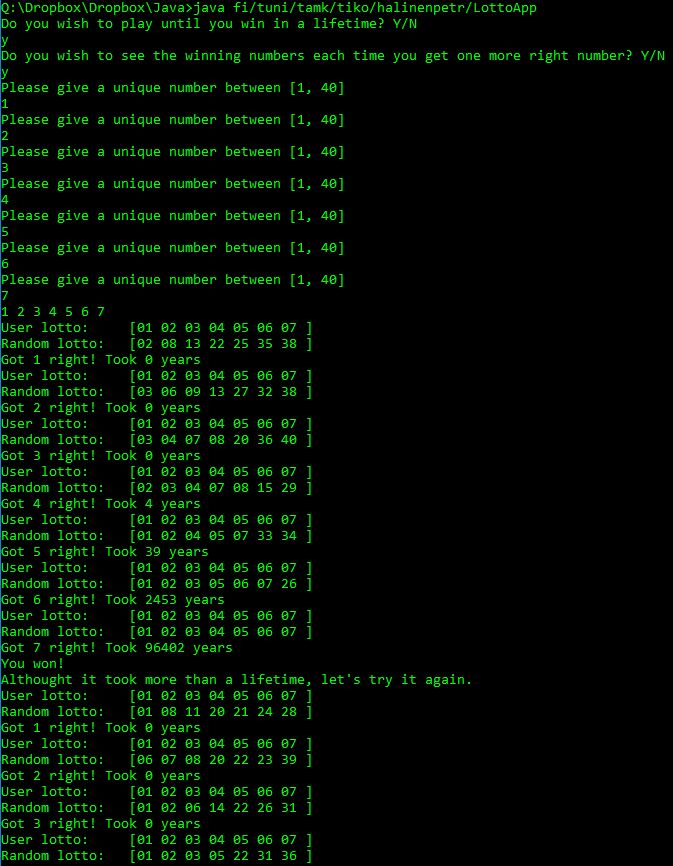 Q:\Dropbox\Dropbox\Java>java fi/tuni/tamk/tiko/halinenpetr/LottoApp
Do you wish to play until you win in a lifetime? Y/N
y
Do you wish to see the winning numbers each time you get one more right number? Y/N
y
Please give a unique number between [1, 40]
1
Please give a unique number between [1, 40]
2
Please give a unique number between [1, 40]
3
Please give a unique number between [1, 40]
4
Please give a unique number between [1, 40]
5
Please give a unique number between [1, 40]
6
Please give a unique number between [1, 40]
7
1 2 3 4 5 6 7
User lotto:     [01 02 03 04 05 06 07 ]
Random lotto:   [02 08 13 22 25 35 38 ]
Got 1 right! Took 0 years
User lotto:     [01 02 03 04 05 06 07 ]
Random lotto:   [03 06 09 13 27 32 38 ]
Got 2 right! Took 0 years
User lotto:     [01 02 03 04 05 06 07 ]
Random lotto:   [03 04 07 08 20 36 40 ]
Got 3 right! Took 0 years
User lotto:     [01 02 03 04 05 06 07 ]
Random lotto:   [02 03 04 07 08 15 29 ]
Got 4 right! Took 4 years
User lotto:     [01 02 03 04 05 06 07 ]
Random lotto:   [01 02 04 05 07 33 34 ]
Got 5 right! Took 39 years
User lotto:     [01 02 03 04 05 06 07 ]
Random lotto:   [01 02 03 05 06 07 26 ]
Got 6 right! Took 2453 years
User lotto:     [01 02 03 04 05 06 07 ]
Random lotto:   [01 02 03 04 05 06 07 ]
Got 7 right! Took 96402 years
You won!
Althought it took more than a lifetime, let's try it again.
User lotto:     [01 02 03 04 05 06 07 ]
Random lotto:   [01 08 11 20 21 24 28 ]
Got 1 right! Took 0 years
User lotto:     [01 02 03 04 05 06 07 ]
Random lotto:   [06 07 08 20 22 23 39 ]
Got 2 right! Took 0 years
User lotto:     [01 02 03 04 05 06 07 ]
Random lotto:   [01 02 06 14 22 26 31 ]
Got 3 right! Took 0 years
User lotto:     [01 02 03 04 05 06 07 ]
Random lotto:   [01 02 03 05 22 31 36 ]